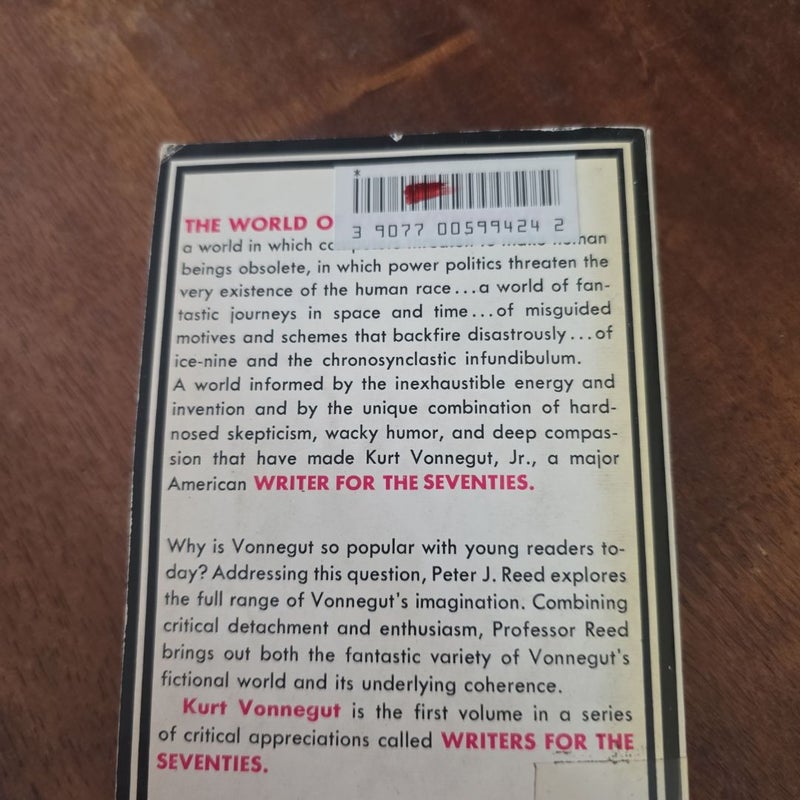 *
3 9077 00599424 2
THE WORLD O
a world in which human
beings obsolete, in which power politics threaten the
very existence of the human race...a world of fan-
tastic journeys in space and time...of misguided
motives and schemes that backfire disastrously...of
ice-nine and the chronosynclastic infundibulum.
A world informed by the inexhaustible energy and
invention and by the unique combination of hard-
nosed skepticism, wacky humor, and deep compas-
sion that have made Kurt Vonnegut, Jr., a major
American WRITER FOR THE SEVENTIES.
Why is Vonnegut so popular with young readers to-
day? Addressing this question, Peter J. Reed explores
the full range of Vonnegut's imagination. Combining
critical detachment and enthusiasm, Professor Reed
brings out both the fantastic variety of Vonnegut's
fictional world and its underlying coherence.
Kurt Vonnegut is the first volume in a series
of critical appreciations called WRITERS FOR THE
SEVENTIES.